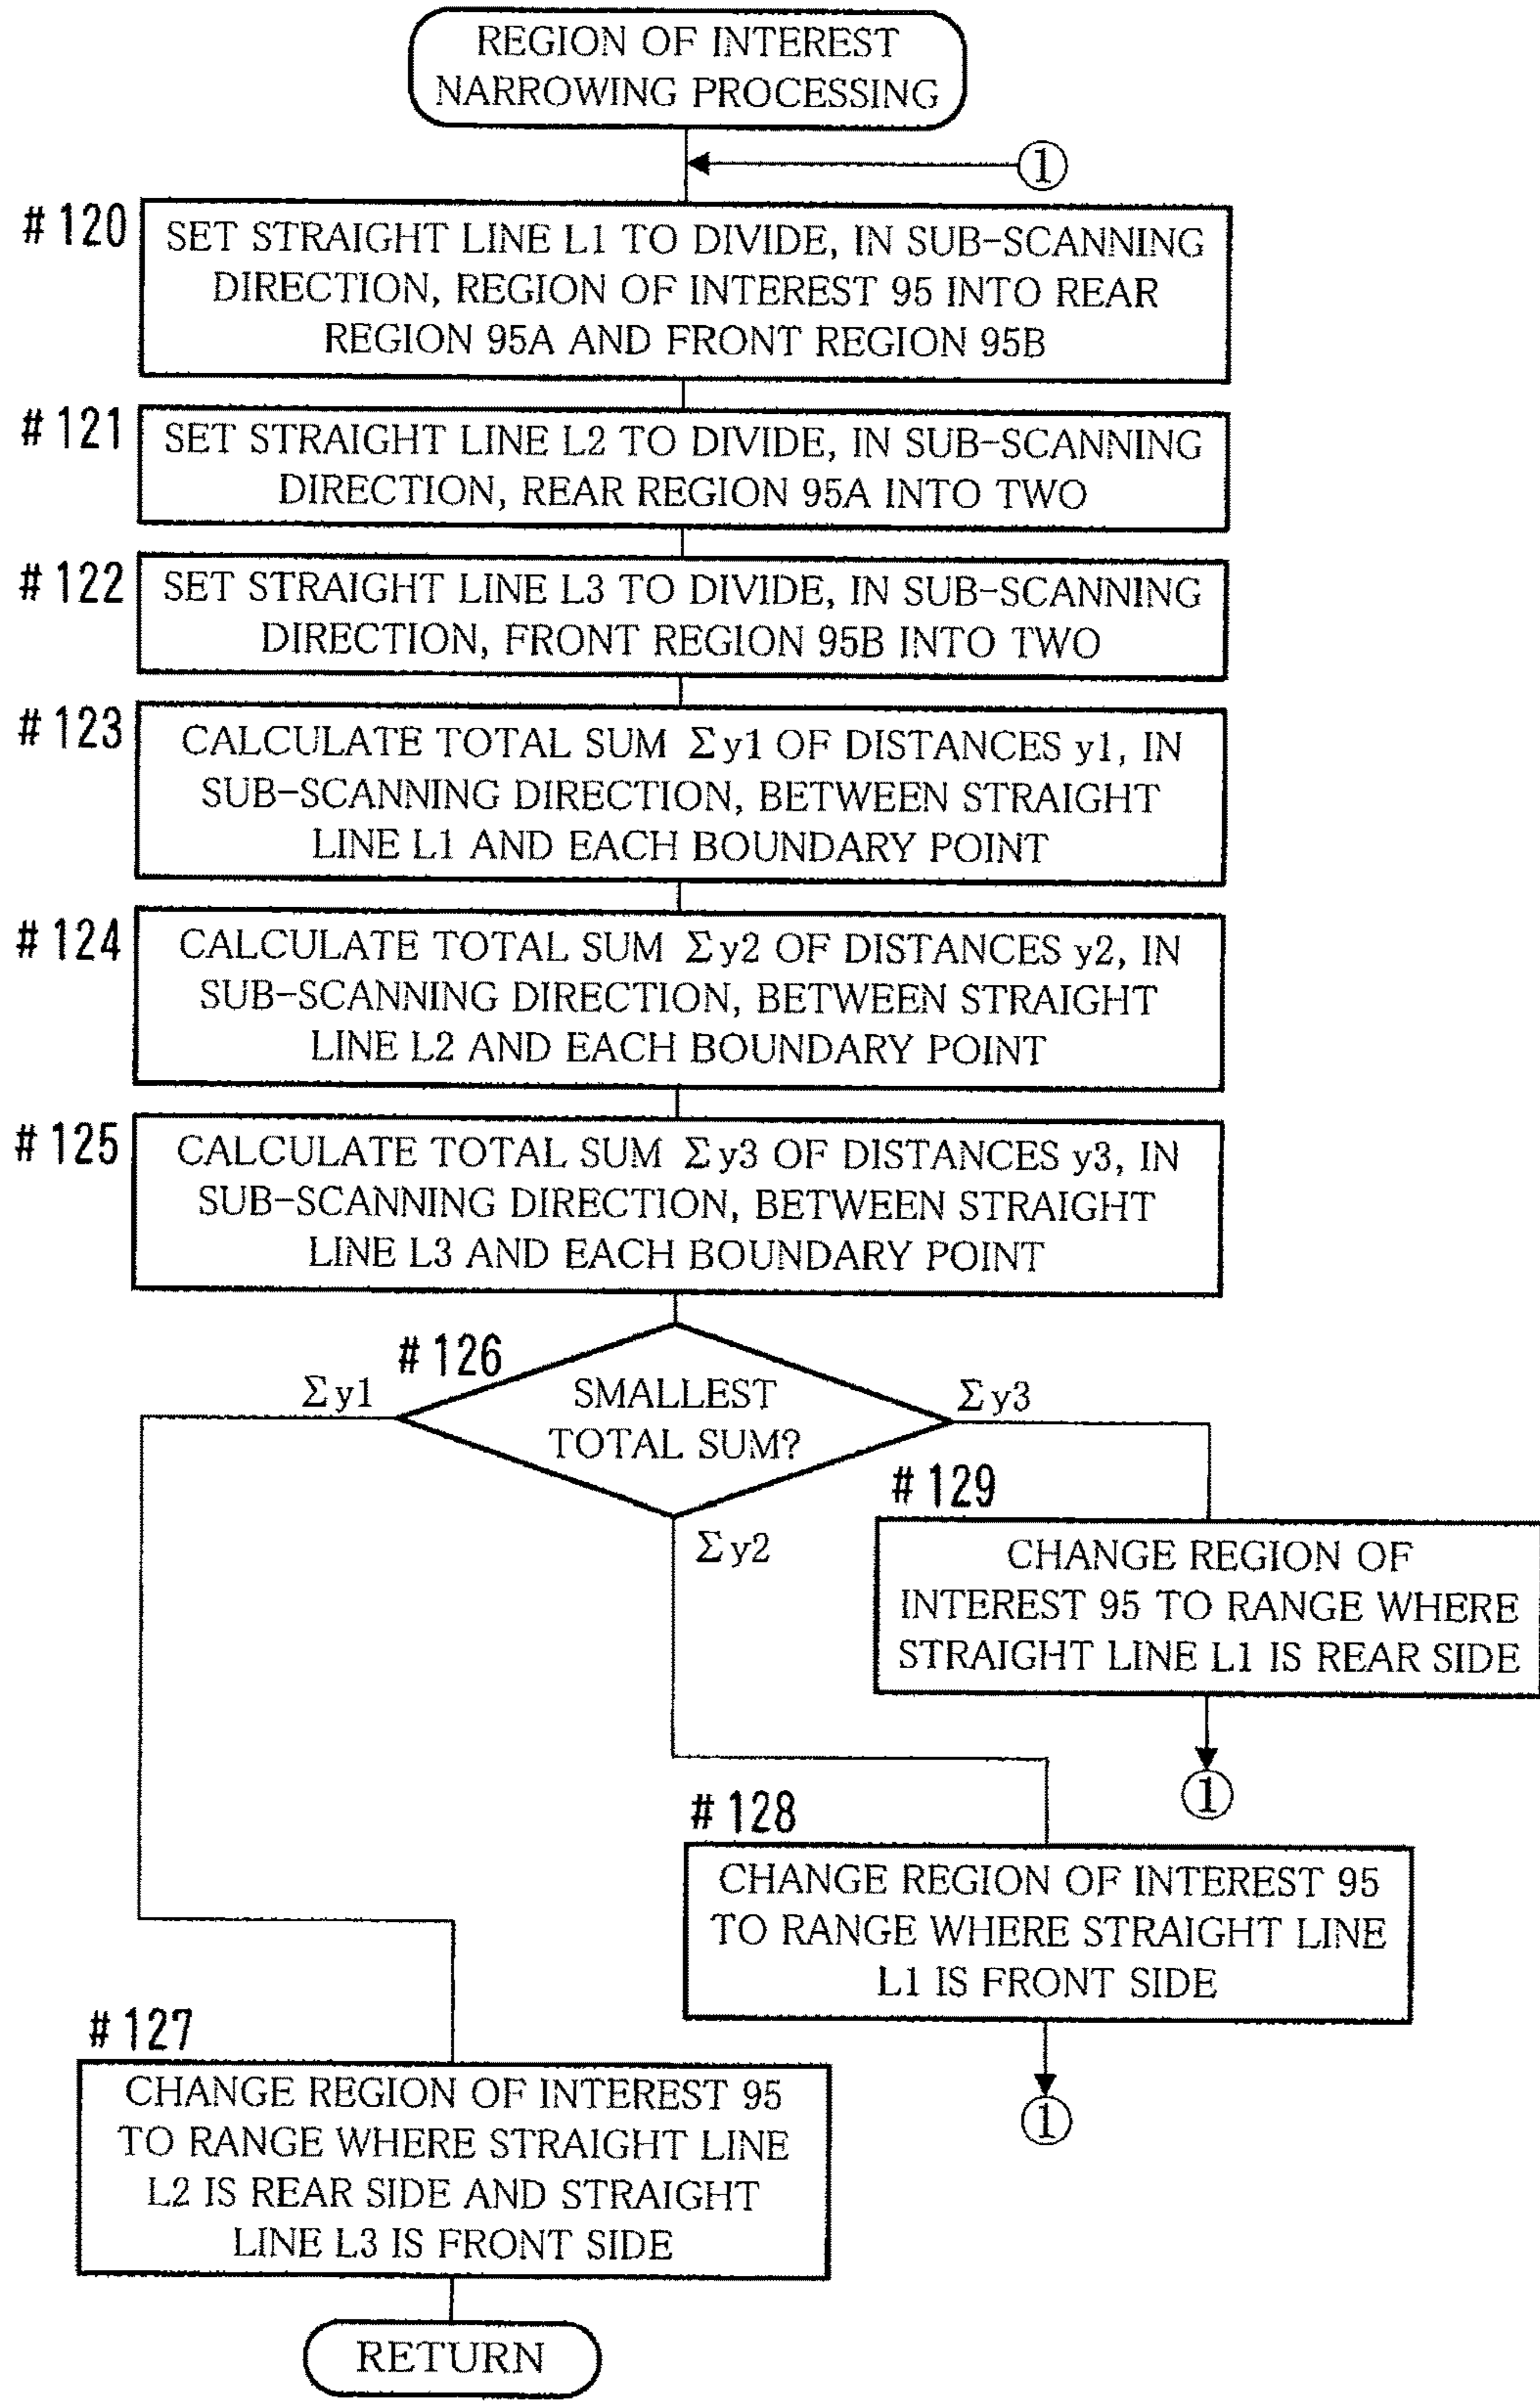 REGION OF INTEREST
NARROWING PROCESSING
①
# 120
SET STRAIGHT LINE L1 TO DIVIDE, IN SUB-SCANNING
DIRECTION, REGION OF INTEREST 95 INTO REAR
REGION 95A AND FRONT REGION 95B
# 121
SET STRAIGHT LINE L2 TO DIVIDE, IN SUB-SCANNING
DIRECTION, REAR REGION 95A INTO TWO
# 122
SET STRAIGHT LINE L3 TO DIVIDE, IN SUB-SCANNING
DIRECTION, FRONT REGION 95B INTO TWO
# 123
CALCULATE TOTAL SUM Σy1 OF DISTANCES y1, IN
SUB-SCANNING DIRECTION, BETWEEN STRAIGHT
LINE L1 AND EACH BOUNDARY POINT
# 124
CALCULATE TOTAL SUM Σy2 OF DISTANCES y2, IN
SUB-SCANNING DIRECTION, BETWEEN STRAIGHT
LINE L2 AND EACH BOUNDARY POINT
# 125
CALCULATE TOTAL SUM Σy3 OF DISTANCES y3, IN
SUB-SCANNING DIRECTION, BETWEEN STRAIGHT
LINE L3 AND EACH BOUNDARY POINT
# 126
SMALLEST
TOTAL SUM?
Σy1
Σy3
Σy2
# 129
CHANGE REGION OF
INTEREST 95 TO RANGE WHERE
STRAIGHT LINE L1 IS REAR SIDE
①
# 128
CHANGE REGION OF INTEREST 95
TO RANGE WHERE STRAIGHT LINE
L1 IS FRONT SIDE
①
# 127
CHANGE REGION OF INTEREST 95
TO RANGE WHERE STRAIGHT LINE
L2 IS REAR SIDE AND STRAIGHT
LINE L3 IS FRONT SIDE
RETURN